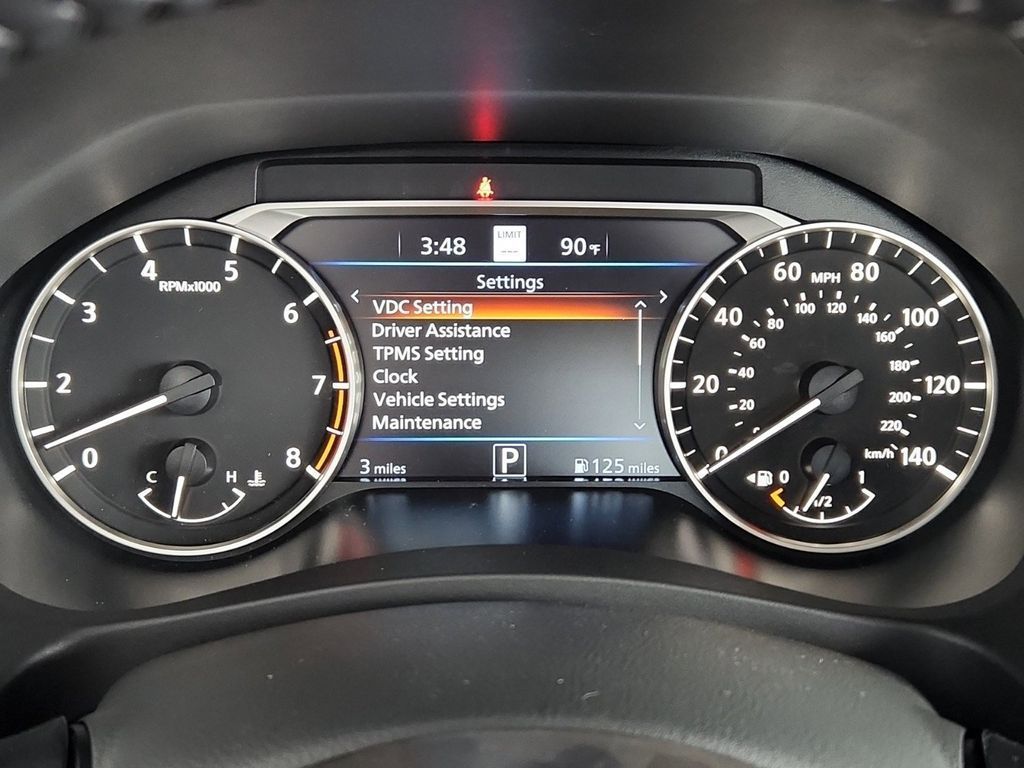 3:48
LIMIT
---
90°F
Settings
VDC Setting
Driver Assistance
TPMS Setting
Clock
Vehicle Settings
Maintenance
3 miles
P
125 miles
0
2
3
4
5
6
7
8
RPMx1000
C
H
0
20
40
60
80
100
120
140
MPH
20
40
60
80
100
120
140
160
180
200
220
km/h
0
1/2
1